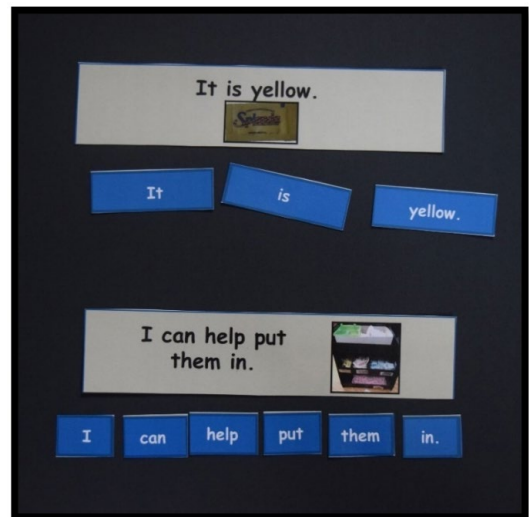 It is yellow.
Splenda
It is yellow.
I can help put
them in.
I can help put them in.